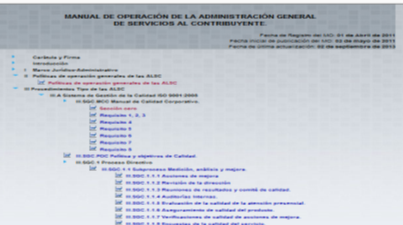 MANUAL DE OPERACIÓN DE LA ADMINISTRACIÓN GENERAL
DE SERVICIOS AL CONTRIBUYENTE.
Fecha de Registro del MO: 01 de Abril de 2011
Fecha inicial de publicación del MO: 02 de mayo de 2011
Fecha de última actualización: 30 de septiembre de 2013
Carátula y Firma
Introducción
I Marco Jurídico-Administrativo
II Políticas de operación generales de las ALSC
Políticas de operación generales de las ALSC
III Procedimientos Tipo de las ALSC
III.A Sistema de Gestión de la Calidad ISO 9001:2008
III.SGC.MCC Manual de Calidad Corporativo.
Sección cero
Requisito 1, 2, 3
Requisito 4
Requisito 5
Requisito 6
Requisito 7
Requisito 8
III.SGC.POC Política y objetivos de Calidad.
III.SGC.1 Proceso Directivo
III.SGC.1.1 Subproceso Medición, análisis y mejora.
III.SGC.1.1.1 Acciones de mejora
III.SGC.1.1.2 Revisión de la dirección
III.SGC.1.1.3 Reuniones de resultados y comité de calidad.
III.SGC.1.1.4 Auditorías internas.
III.SGC.1.1.5 Evaluación de la calidad de la atención presencial.
III.SGC.1.1.6 Aseguramiento de calidad del producto.
III.SGC.1.1.7 Verificaciones de calidad de acciones de mejora.
III.SGC.1.1.8 Encuestas de la calidad del servicio.